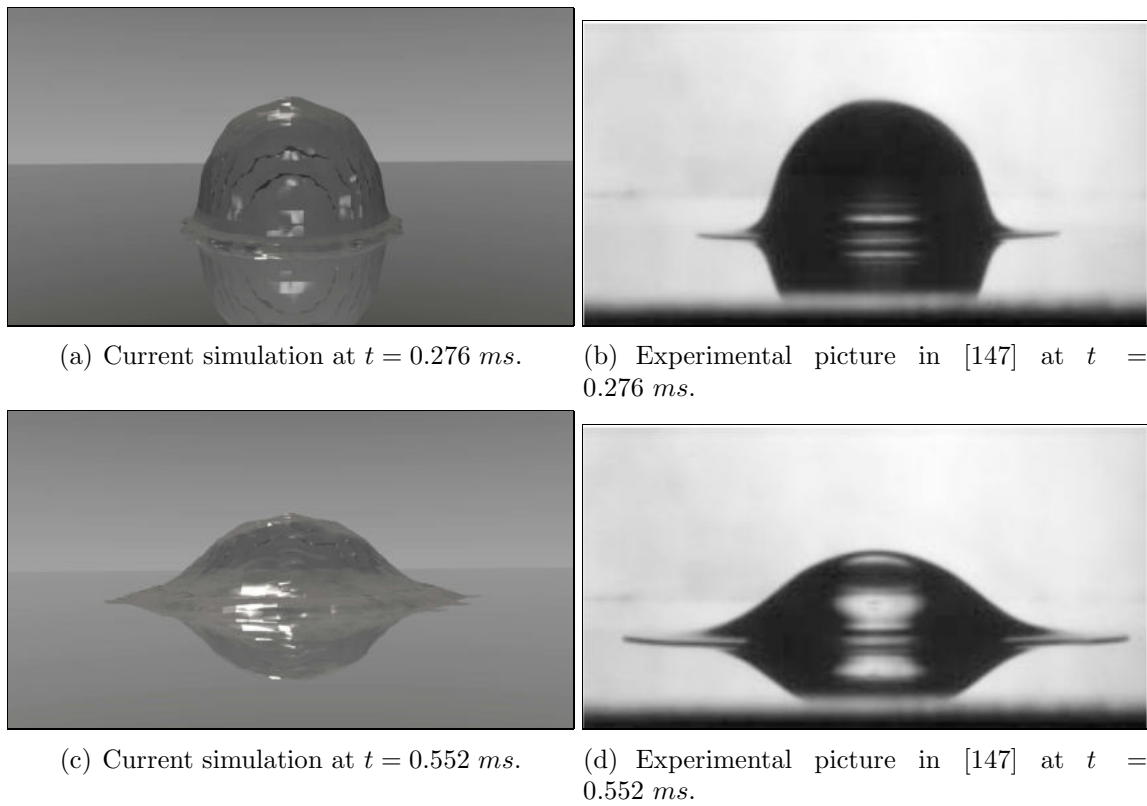 (a) Current simulation at t = 0.276 ms.
(b) Experimental picture in [147] at t =
0.276 ms.
(c) Current simulation at t = 0.552 ms.
(d) Experimental picture in [147] at t =
0.552 ms.